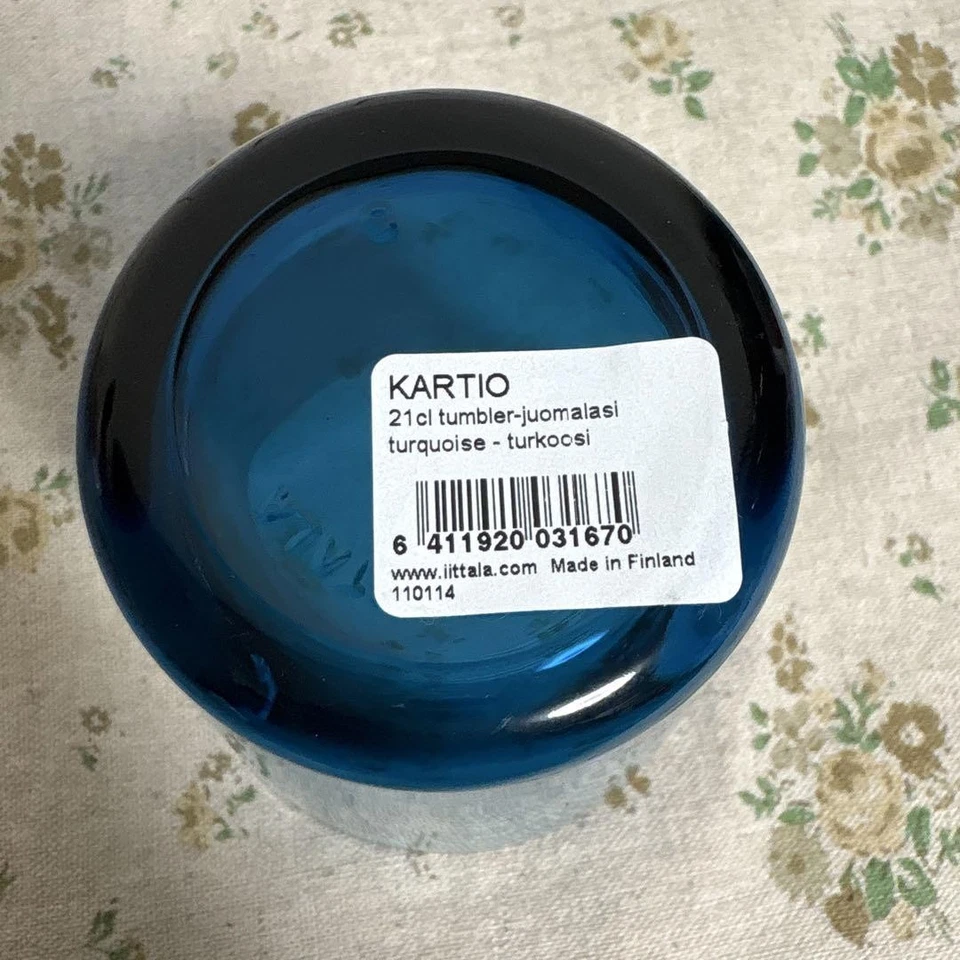 KARTIO
21cl tumbler-juomalasi
turquoise - turkoosi
6 411920 031670
www.iittala.com Made in Finland
110114